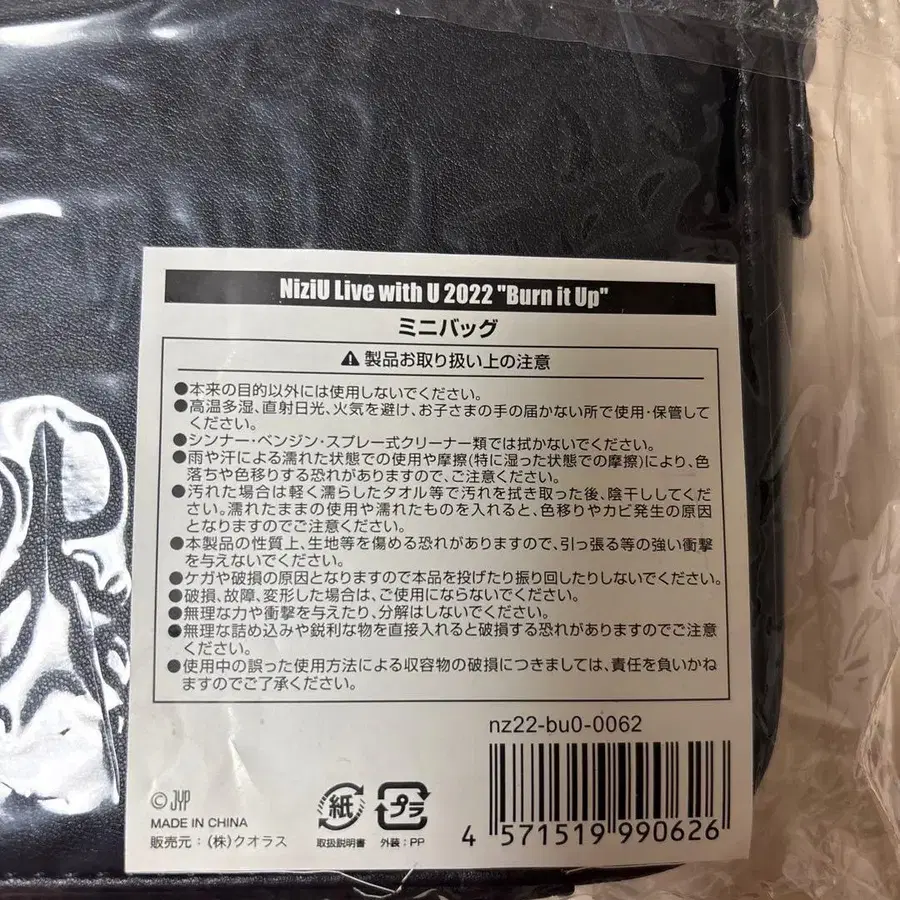 NiziU Live with U 2022 "Burn it Up"
ミニバッグ
⚠製品お取り扱い上の注意
●本来の目的以外には使用しないでください。
●高温多湿、直射日光、火気を避け、お子さまの手の届かない所で使用・保管して
ください。
●シンナー・ベンジン・スプレー式クリーナー類では拭かないでください。
●雨や汗による濡れた状態での使用や摩擦(特に湿った状態での摩擦)により、色
落ちや色移りする恐れがありますので、ご注意ください。
●汚れた場合は軽く濡らしたタオル等で汚れを拭き取った後、陰干ししてくだ
さい。濡れたままの使用や濡れたものを入れると、色移りやカビ発生の原因
となりますのでご注意ください。
●本製品の性質上、生地等を傷める恐れがありますので、引っ張る等の強い衝撃
を与えないでください。
●ケガや破損の原因となりますので本品を投げたり振り回したりしないでください。
●破損、故障、変形した場合は、ご使用にならないでください。
●無理な力や衝撃を与えたり、分解はしないでください。
●無理な詰め込みや鋭利な物を直接入れると破損する恐れがありますのでご注意
ください。
●使用中の誤った使用方法による収容物の破損につきましては、責任を負いかね
ますのでご了承ください。
nz22-bu0-0062
© JYP
MADE IN CHINA
販売元:(株)クオラス
紙
取扱説明書
プラ
外装:PP
4 571519 990626